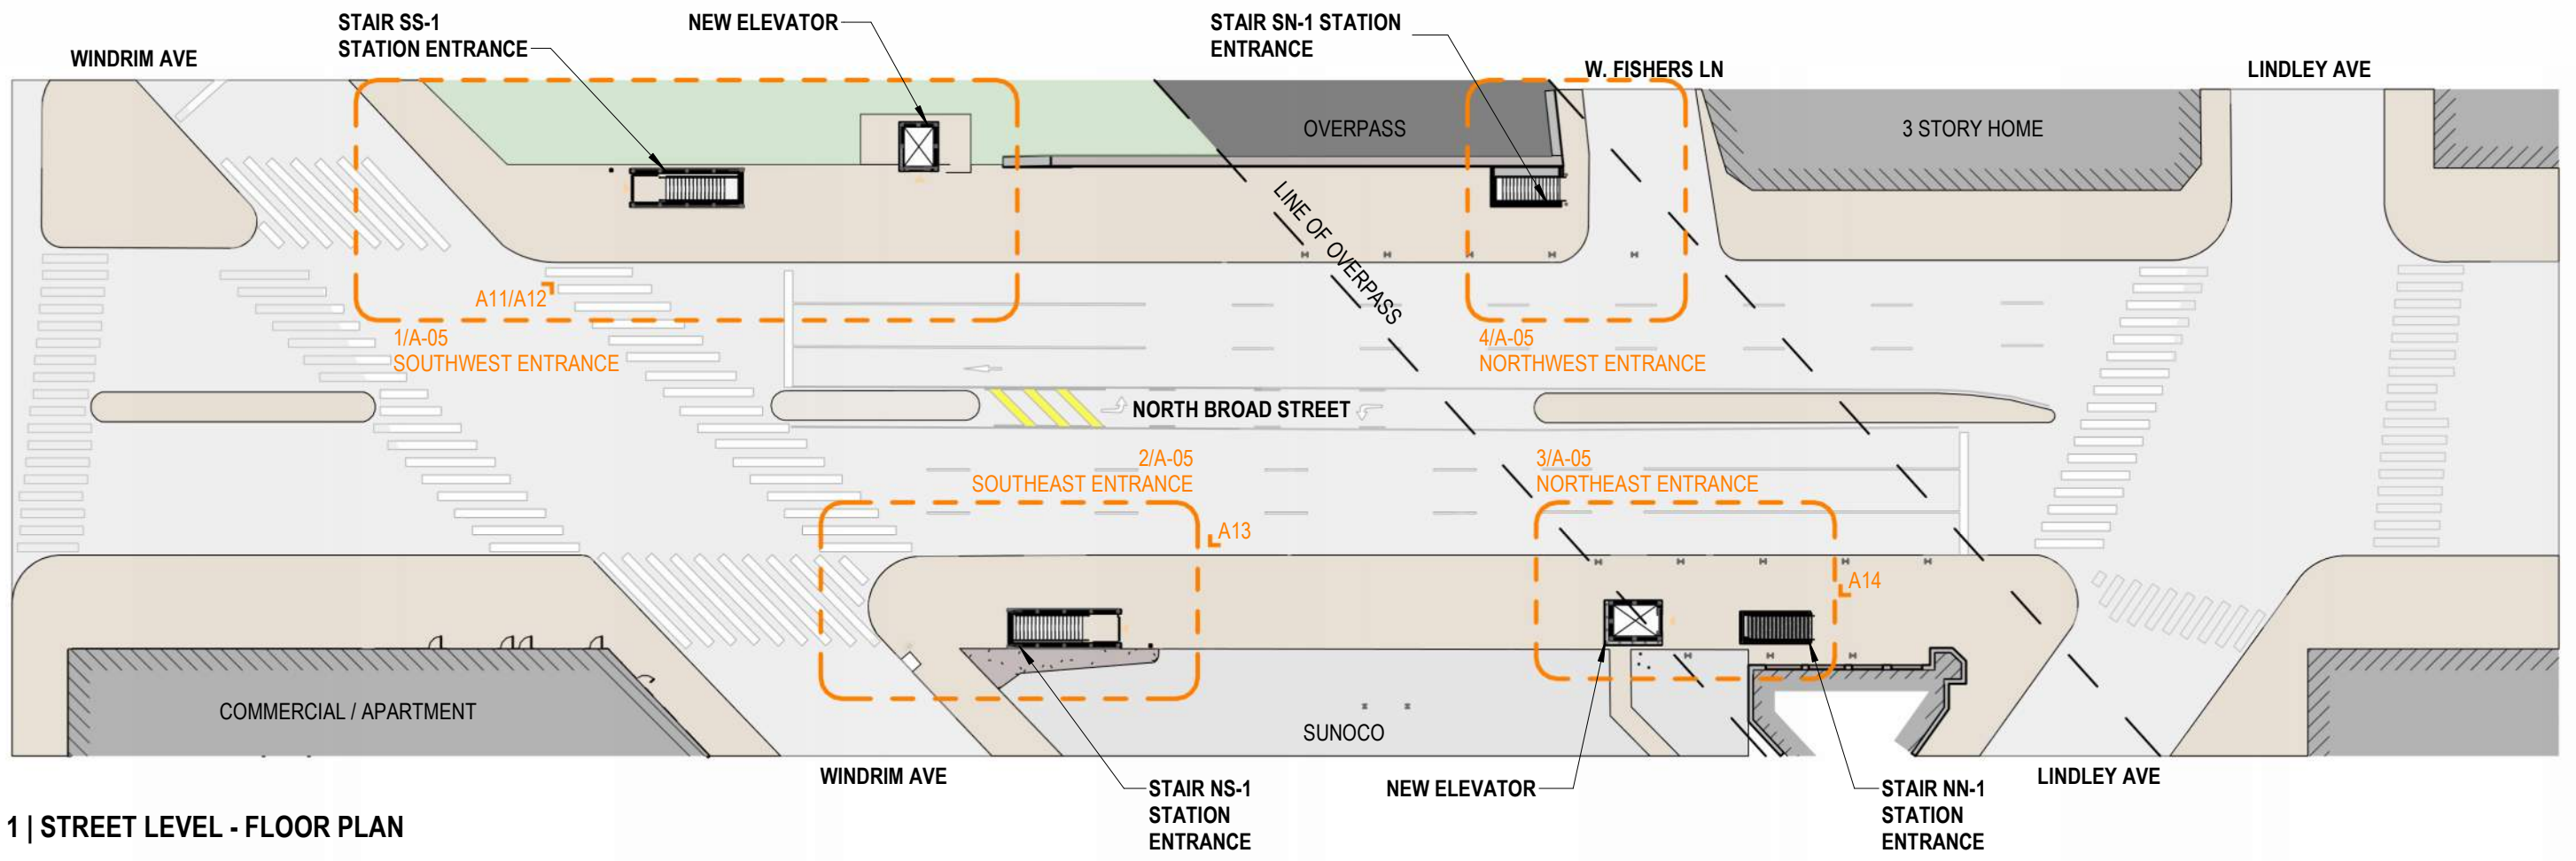 STAIR SS-1
STATION ENTRANCE
NEW ELEVATOR
STAIR SN-1 STATION
ENTRANCE
WINDRIM AVE
W. FISHERS LN
LINDLEY AVE
OVERPASS
3 STORY HOME
LINE OF OVERPASS
A11/A12
1/A-05
SOUTHWEST ENTRANCE
4/A-05
NORTHWEST ENTRANCE
NORTH BROAD STREET
2/A-05
SOUTHEAST ENTRANCE
3/A-05
NORTHEAST ENTRANCE
A13
A14
COMMERCIAL / APARTMENT
SUNOCO
WINDRIM AVE
STAIR NS-1
STATION
ENTRANCE
NEW ELEVATOR
STAIR NN-1
STATION
ENTRANCE
LINDLEY AVE
1 | STREET LEVEL - FLOOR PLAN